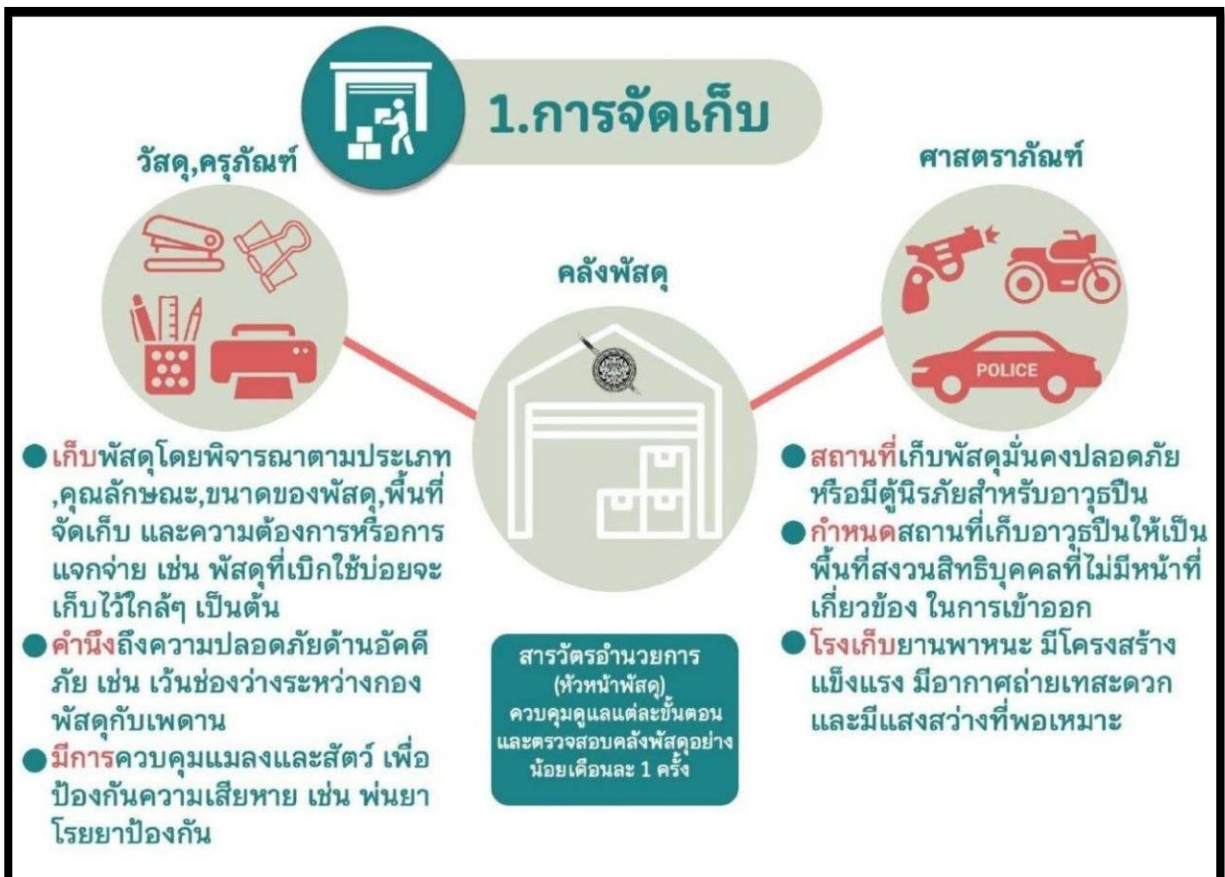 1.การจัดเก็บ
วัสดุ,ครุภัณฑ์
เก็บพัสดุโดยพิจารณาตามประเภท
,คุณลักษณะ,ขนาดของพัสดุ,พื้นที่
จัดเก็บ และความต้องการหรือการ
แจกจ่าย เช่น พัสดุที่เบิกใช้บ่อยจะ
เก็บไว้ใกล้ๆ เป็นต้น
คำนึงถึงความปลอดภัยด้านอัคคี
ภัย เช่น เว้นช่องว่างระหว่างกอง
พัสดุกับเพดาน
มีการควบคุมแมลงและสัตว์ เพื่อ
ป้องกันความเสียหาย เช่น พ่นยา
โรยยาป้องกัน
คลังพัสดุ
สารวัตรอำนวยการ
(หัวหน้าพัสดุ)
ควบคุมดูแลแต่ละขั้นตอน
และตรวจสอบคลังพัสดุอย่าง
น้อยเดือนละ 1 ครั้ง
ศาสตราภัณฑ์
POLICE
สถานที่เก็บพัสดุมั่นคงปลอดภัย
หรือมีตู้นิรภัยสำหรับอาวุธปืน
กำหนดสถานที่เก็บอาวุธปืนให้เป็น
พื้นที่สงวนสิทธิบุคคลที่ไม่มีหน้าที่
เกี่ยวข้อง ในการเข้าออก
โรงเก็บยานพาหนะ มีโครงสร้าง
แข็งแรง มีอากาศถ่ายเทสะดวก
และมีแสงสว่างที่พอเหมาะ